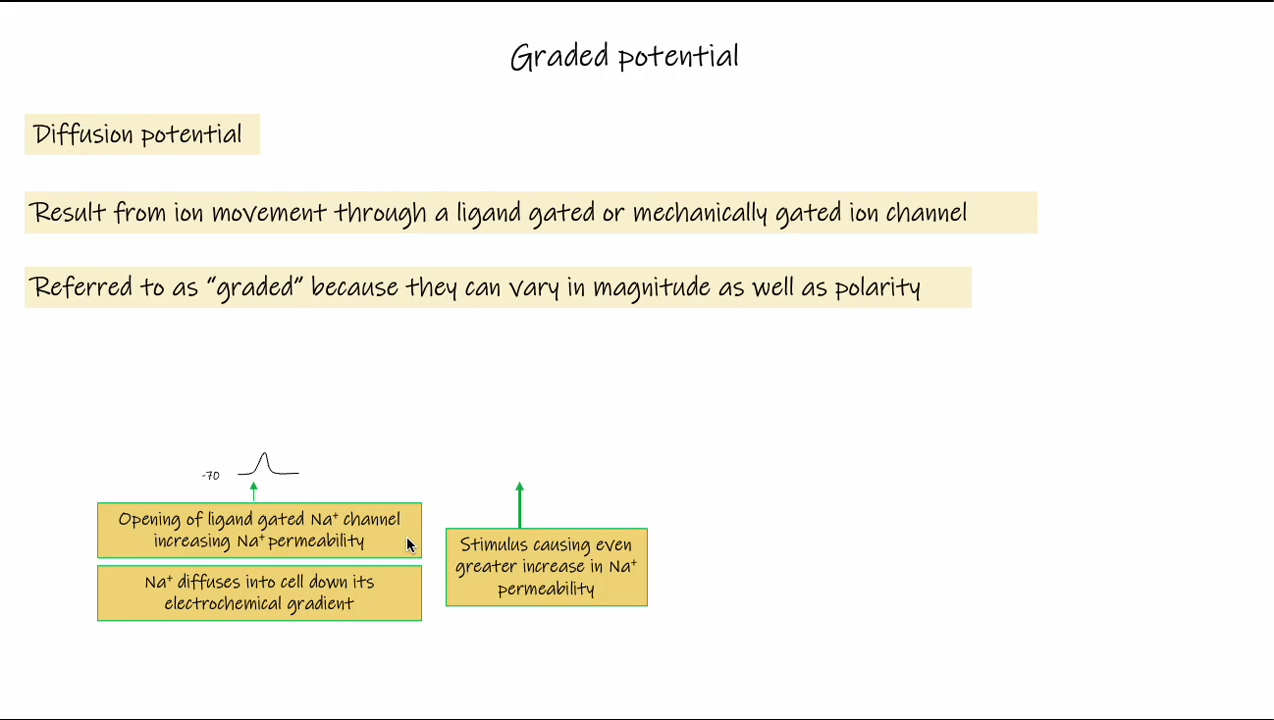 Graded potential
Diffusion potential
Result from ion movement through a ligand gated or mechanically gated ion channel
Referred to as “graded” because they can vary in magnitude as well as polarity
-70
Opening of ligand gated Na⁺ channel
increasing Na⁺ permeability
Na⁺ diffuses into cell down its
electrochemical gradient
Stimulus causing even
greater increase in Na⁺
permeability